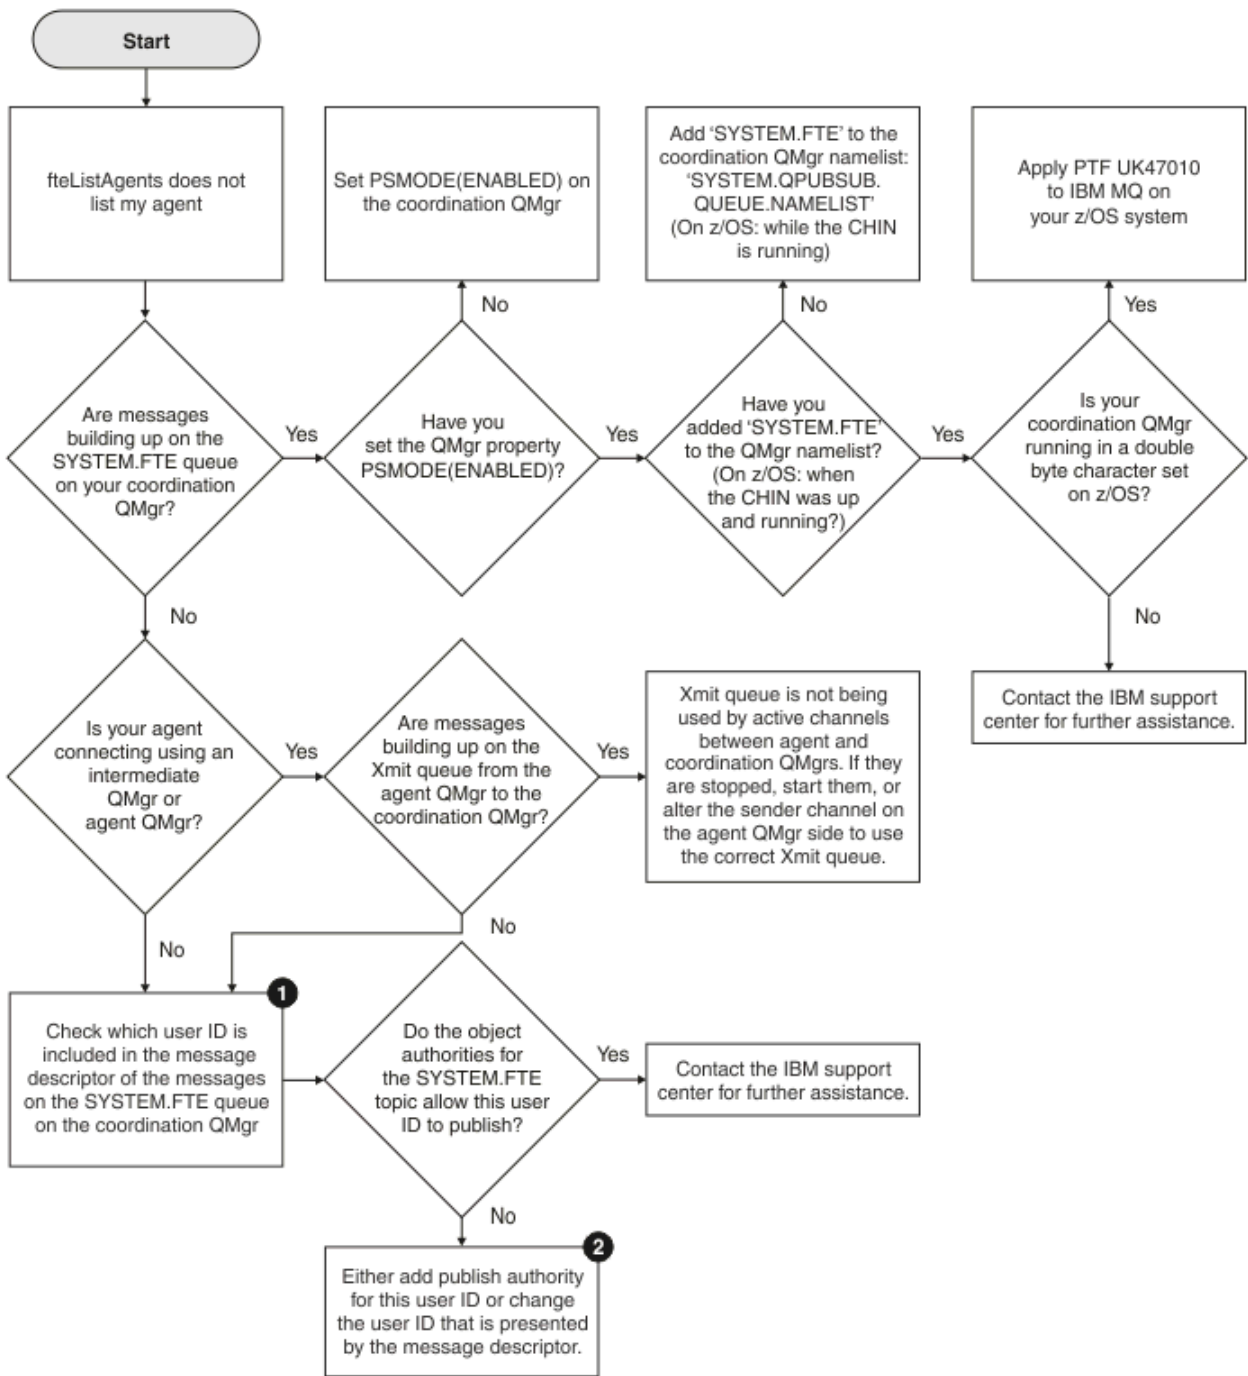 Start
fteListAgents does not
list my agent
Set PSMODE(ENABLED) on
the coordination QMgr
Add ‘SYSTEM.FTE’ to the
coordination QMgr namelist:
‘SYSTEM.QPUBSUB.
QUEUE.NAMELIST’
(On z/OS: while the CHIN
is running)
Apply PTF UK47010
to IBM MQ on
your z/OS system
No
No
Yes
Are messages
building up on the
SYSTEM.FTE queue
on your coordination
QMgr?
Yes
Have you
set the QMgr property
PSMODE(ENABLED)?
Yes
Have you
added ‘SYSTEM.FTE’
to the QMgr namelist?
(On z/OS: when
the CHIN was up
and running?)
Yes
Is your
coordination QMgr
running in a double
byte character set
on z/OS?
No
No
Is your agent
connecting using an
intermediate
QMgr or
agent QMgr?
Yes
Are messages
building up on the
Xmit queue from the
agent QMgr to the
coordination QMgr?
Yes
Xmit queue is not being
used by active channels
between agent and
coordination QMgrs. If they
are stopped, start them, or
alter the sender channel on
the agent QMgr side to use
the correct Xmit queue.
Contact the IBM support
center for further assistance.
No
No
1
Check which user ID is
included in the message
descriptor of the messages
on the SYSTEM.FTE queue
on the coordination QMgr
Do the object
authorities for
the SYSTEM.FTE
topic allow this user
ID to publish?
Yes
Contact the IBM support
center for further assistance.
No
2
Either add publish authority
for this user ID or change
the user ID that is presented
by the message descriptor.